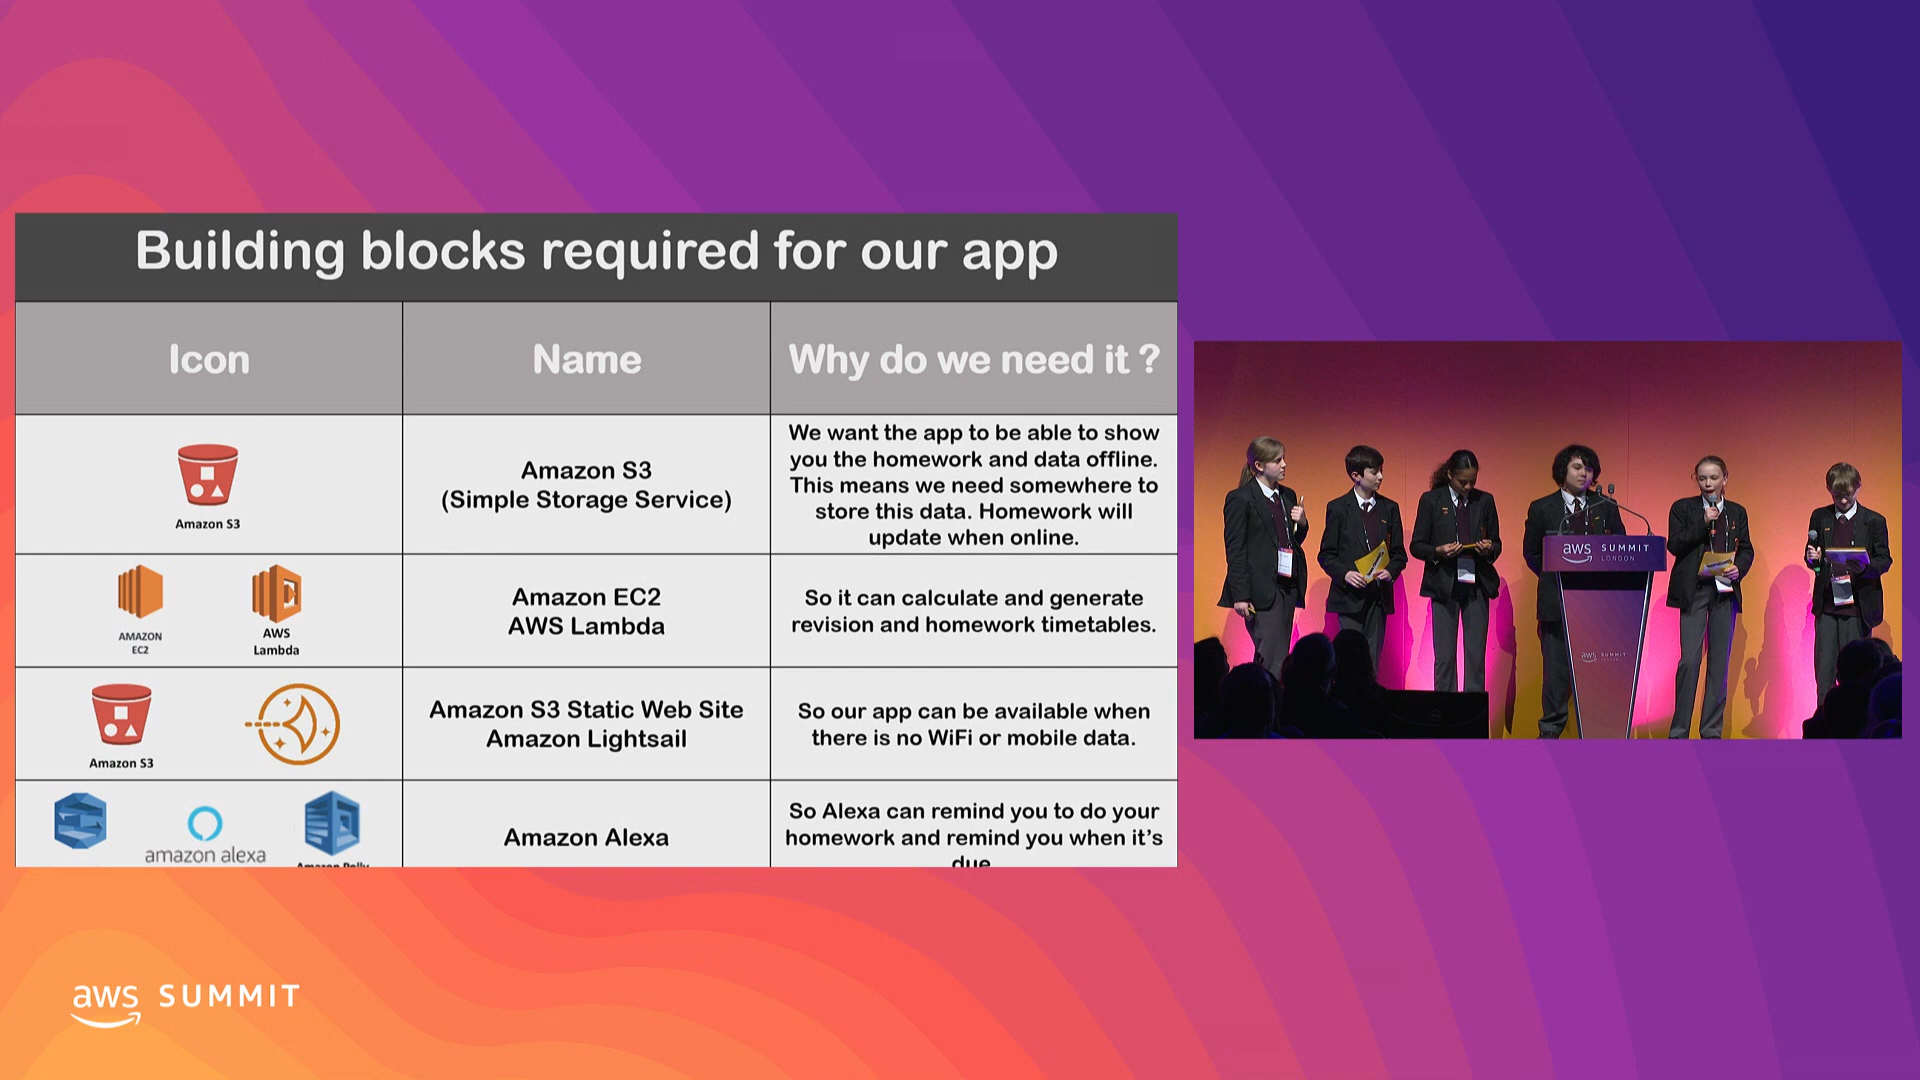 Building blocks required for our app
Icon
Name
Why do we need it ?
Amazon S3
Amazon S3
(Simple Storage Service)
We want the app to be able to show
you the homework and data offline.
This means we need somewhere to
store this data. Homework will
update when online.
AMAZON
EC2
AWS
Lambda
Amazon EC2
AWS Lambda
So it can calculate and generate
revision and homework timetables.
Amazon S3
Amazon S3 Static Web Site
Amazon Lightsail
So our app can be available when
there is no WiFi or mobile data.
amazon alexa
Amazon Polly
Amazon Alexa
So Alexa can remind you to do your
homework and remind you when it's
due
aws SUMMIT
LONDON
aws SUMMIT
aws SUMMIT